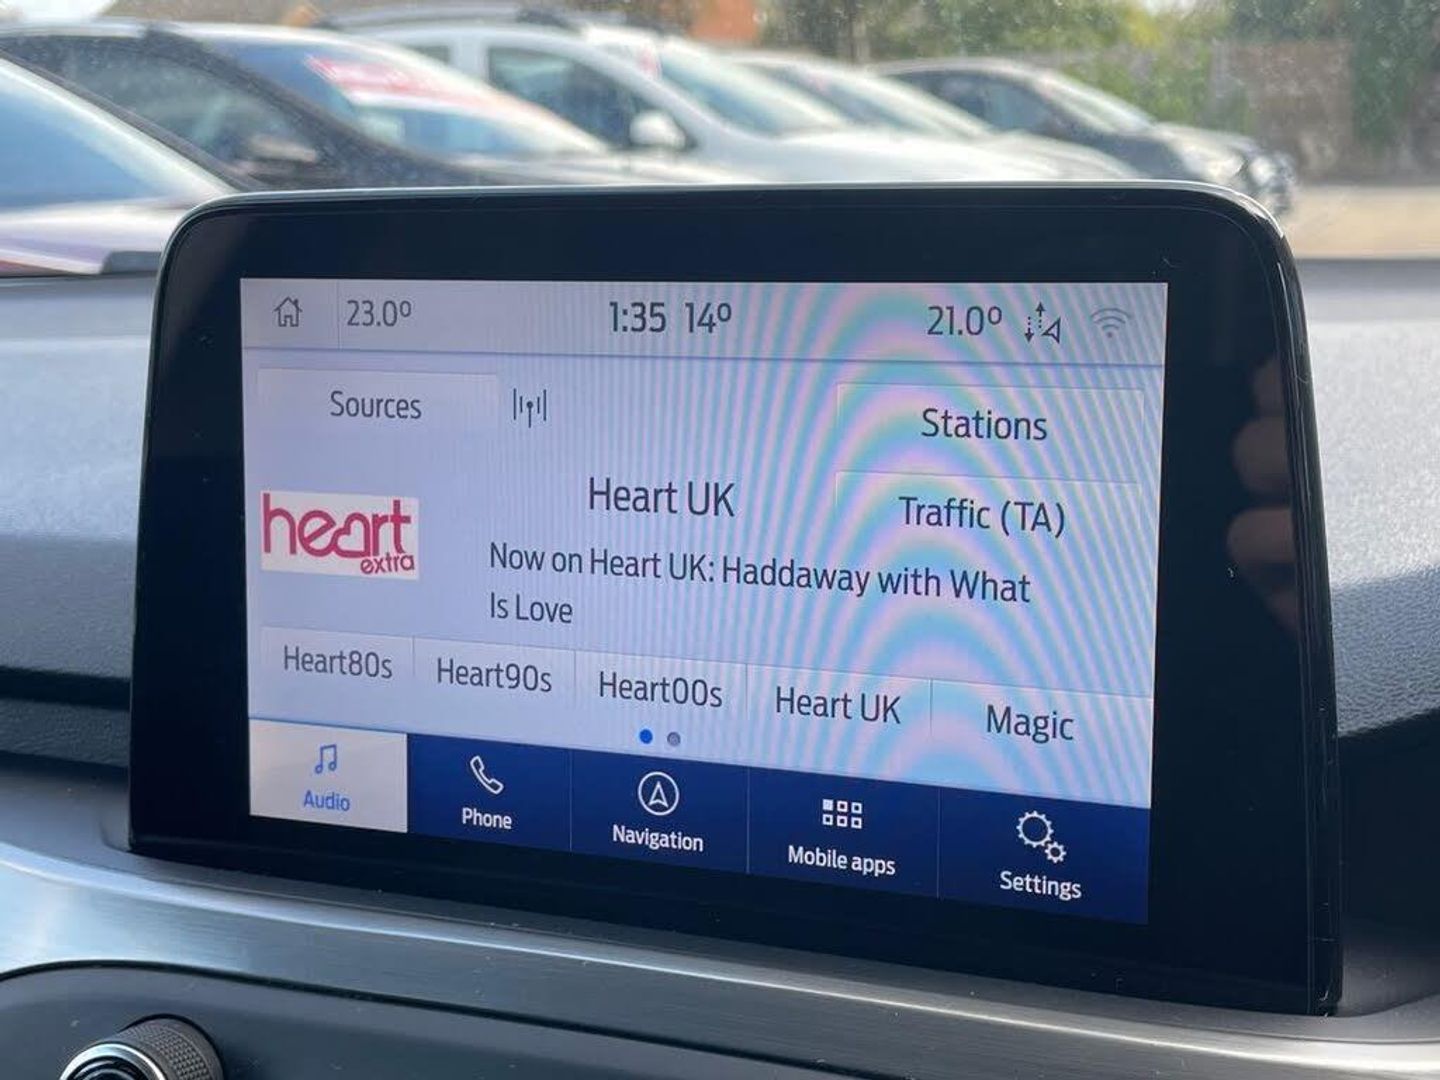 23.0° 1:35 14° 21.0°
Sources
Stations
Heart UK
Traffic (TA)
heart
extra
Now on Heart UK: Haddaway with What
Is Love
Heart80s Heart90s Heart00s Heart UK Magic
Audio Phone Navigation Mobile apps Settings